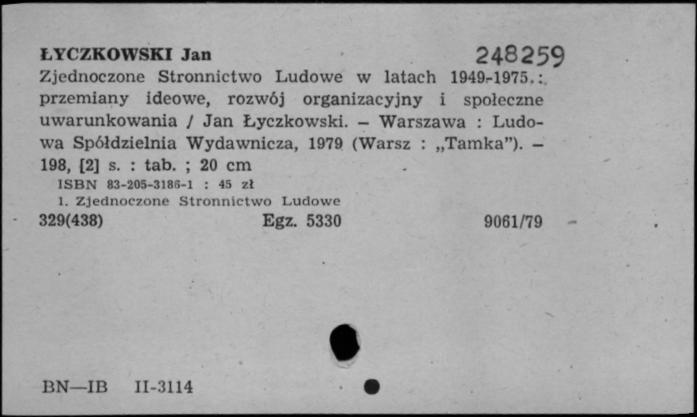 ŁYCZKOWSKI Jan 248259
Zjednoczone Stronnictwo Ludowe w latach 1949-1975 :
przemiany ideowe, rozwój organizacyjny i społeczne
uwarunkowania / Jan Łyczkowski. — Warszawa : Ludo-
wa Spółdzielnia Wydawnicza, 1979 (Warsz : „Tamka”). —
198, [2] s. : tab. ; 20 cm
ISBN 83-205-3186-1 : 45 zł
1. Zjednoczone Stronnictwo Ludowe
329(438) Egz. 5330 9061/79
BN—IB II-3114